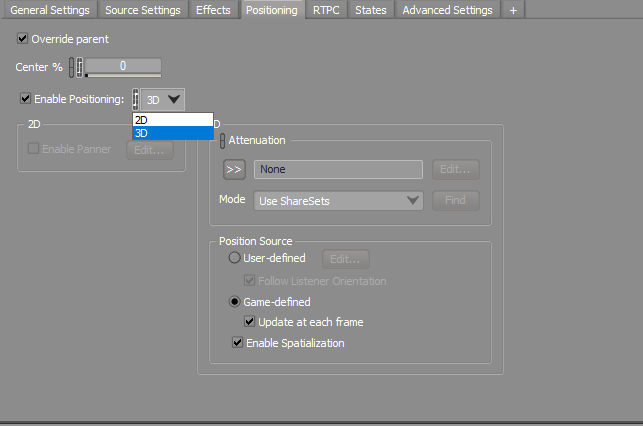 General Settings Source Settings Effects Positioning RTPC States Advanced Settings +
Override parent
Center % 0
Enable Positioning: 3D
2D
3D
2D
Enable Panner Edit...
D
Attenuation
>> None Edit...
Mode Use ShareSets Find
Position Source
User-defined Edit...
Follow Listener Orientation
Game-defined
Update at each frame
Enable Spatialization